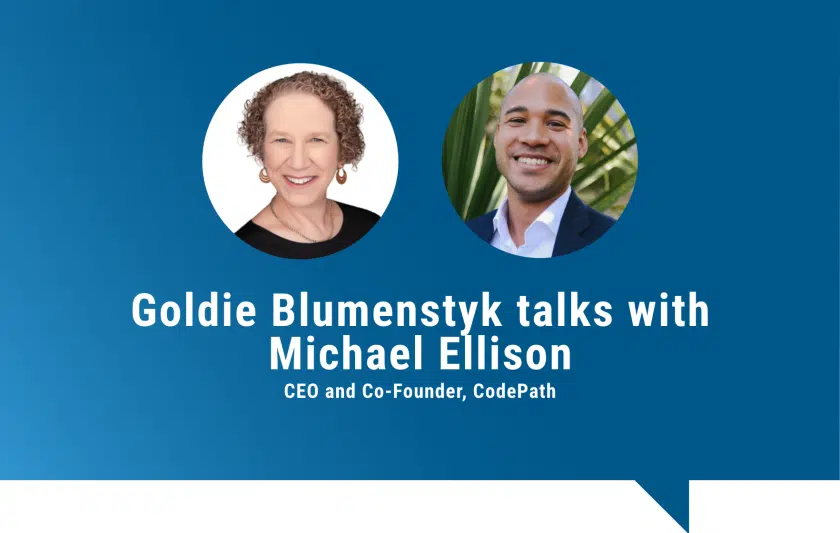 Goldie Blumenstyk talks with
Michael Ellison
CEO and Co-Founder, CodePath